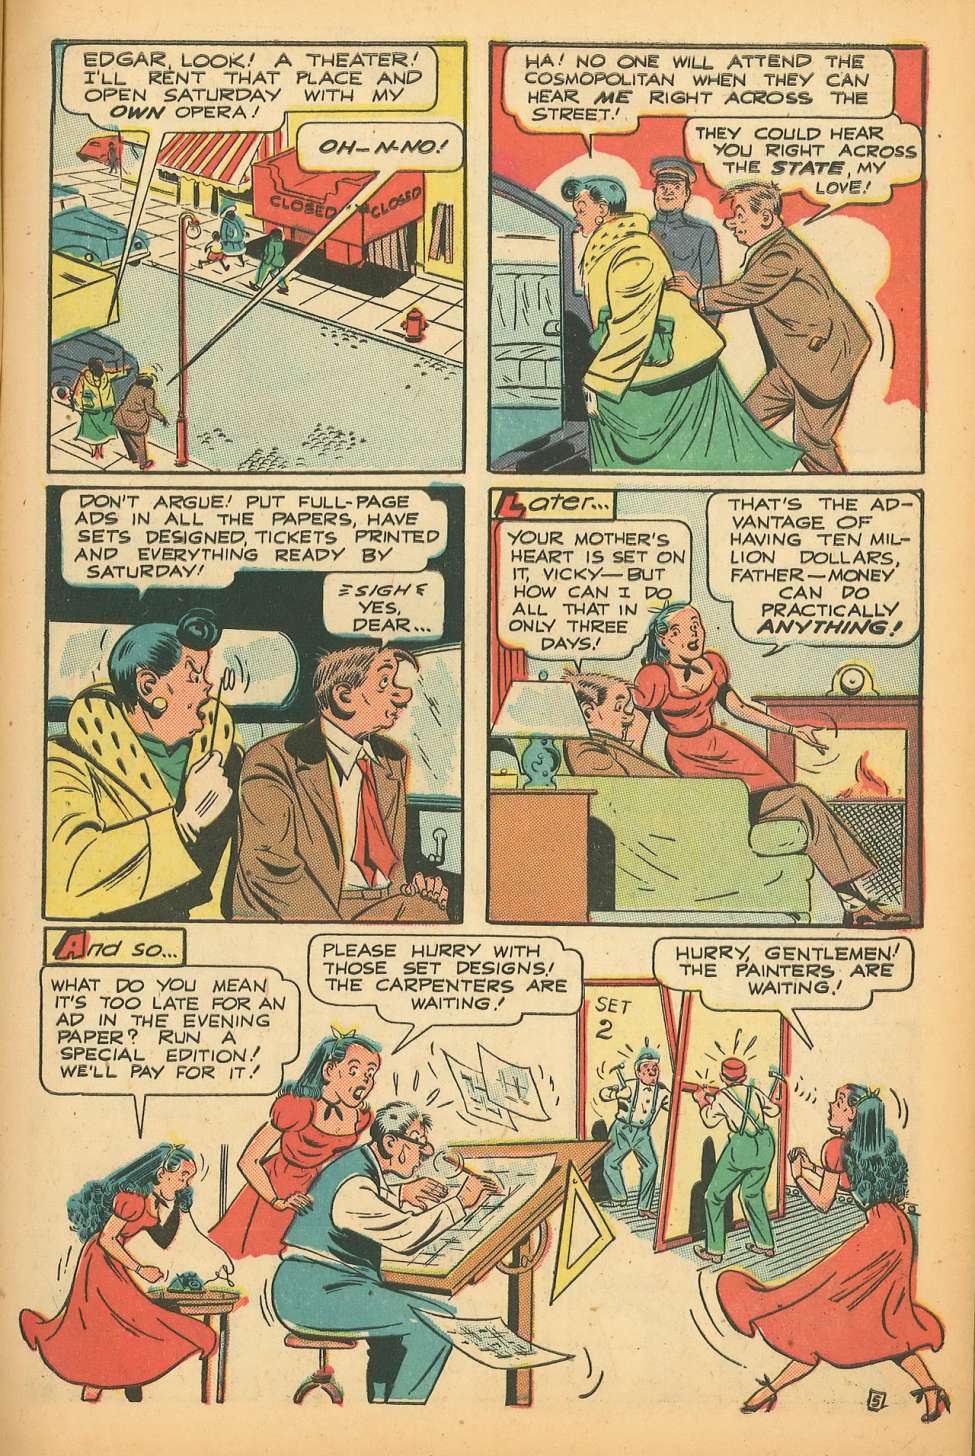 EDGAR, LOOK! A THEATER!
I'LL RENT THAT PLACE AND
OPEN SATURDAY WITH MY
OWN OPERA!
OH-N-NO!
CLOSED
CLOSED
HA! NO ONE WILL ATTEND THE
COSMOPOLITAN WHEN THEY CAN
HEAR ME RIGHT ACROSS THE
STREET!
THEY COULD HEAR
YOU RIGHT ACROSS
THE STATE, MY
LOVE!
DON'T ARGUE! PUT FULL-PAGE
ADS IN ALL THE PAPERS, HAVE
SETS DESIGNED, TICKETS PRINTED
AND EVERYTHING READY BY
SATURDAY!
SIGH
YES,
DEAR...
Later...
YOUR MOTHER'S
HEART IS SET ON
IT, VICKY—BUT
HOW CAN I DO
ALL THAT IN
ONLY THREE
DAYS!
THAT'S THE AD-
VANTAGE OF
HAVING TEN MIL-
LION DOLLARS,
FATHER—MONEY
CAN DO
PRACTICALLY
ANYTHING!
And so...
WHAT DO YOU MEAN
IT'S TOO LATE FOR AN
AD IN THE EVENING
PAPER? RUN A
SPECIAL EDITION!
WE'LL PAY FOR IT!
PLEASE HURRY WITH
THOSE SET DESIGNS!
THE CARPENTERS ARE
WAITING!
SET
2
HURRY, GENTLEMEN!
THE PAINTERS ARE
WAITING!
5